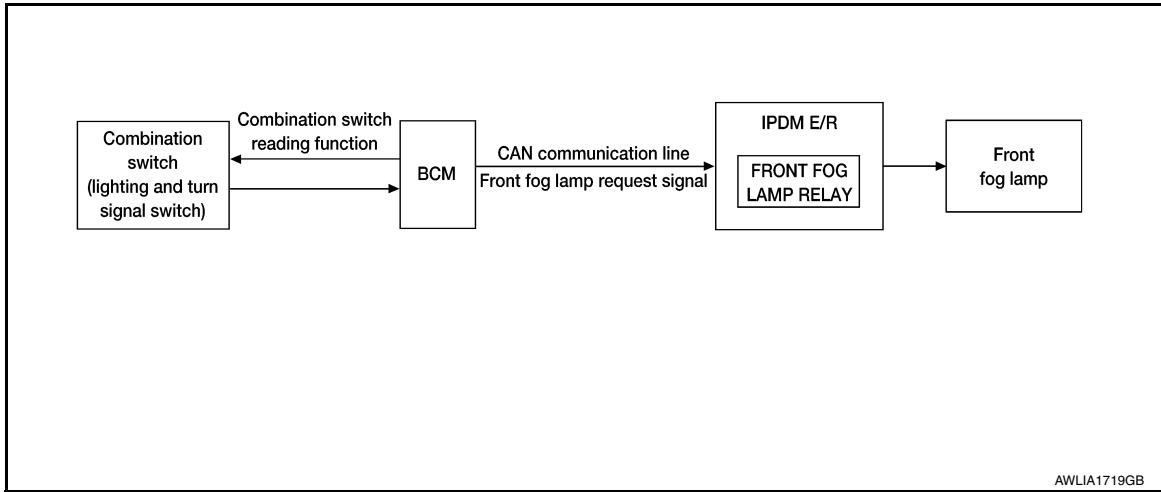 Combination
switch
(lighting and turn
signal switch)
Combination switch
reading function
BCM
CAN communication line
Front fog lamp request signal
IPDM E/R
FRONT FOG
LAMP RELAY
Front
fog lamp
AWLIA1719GB